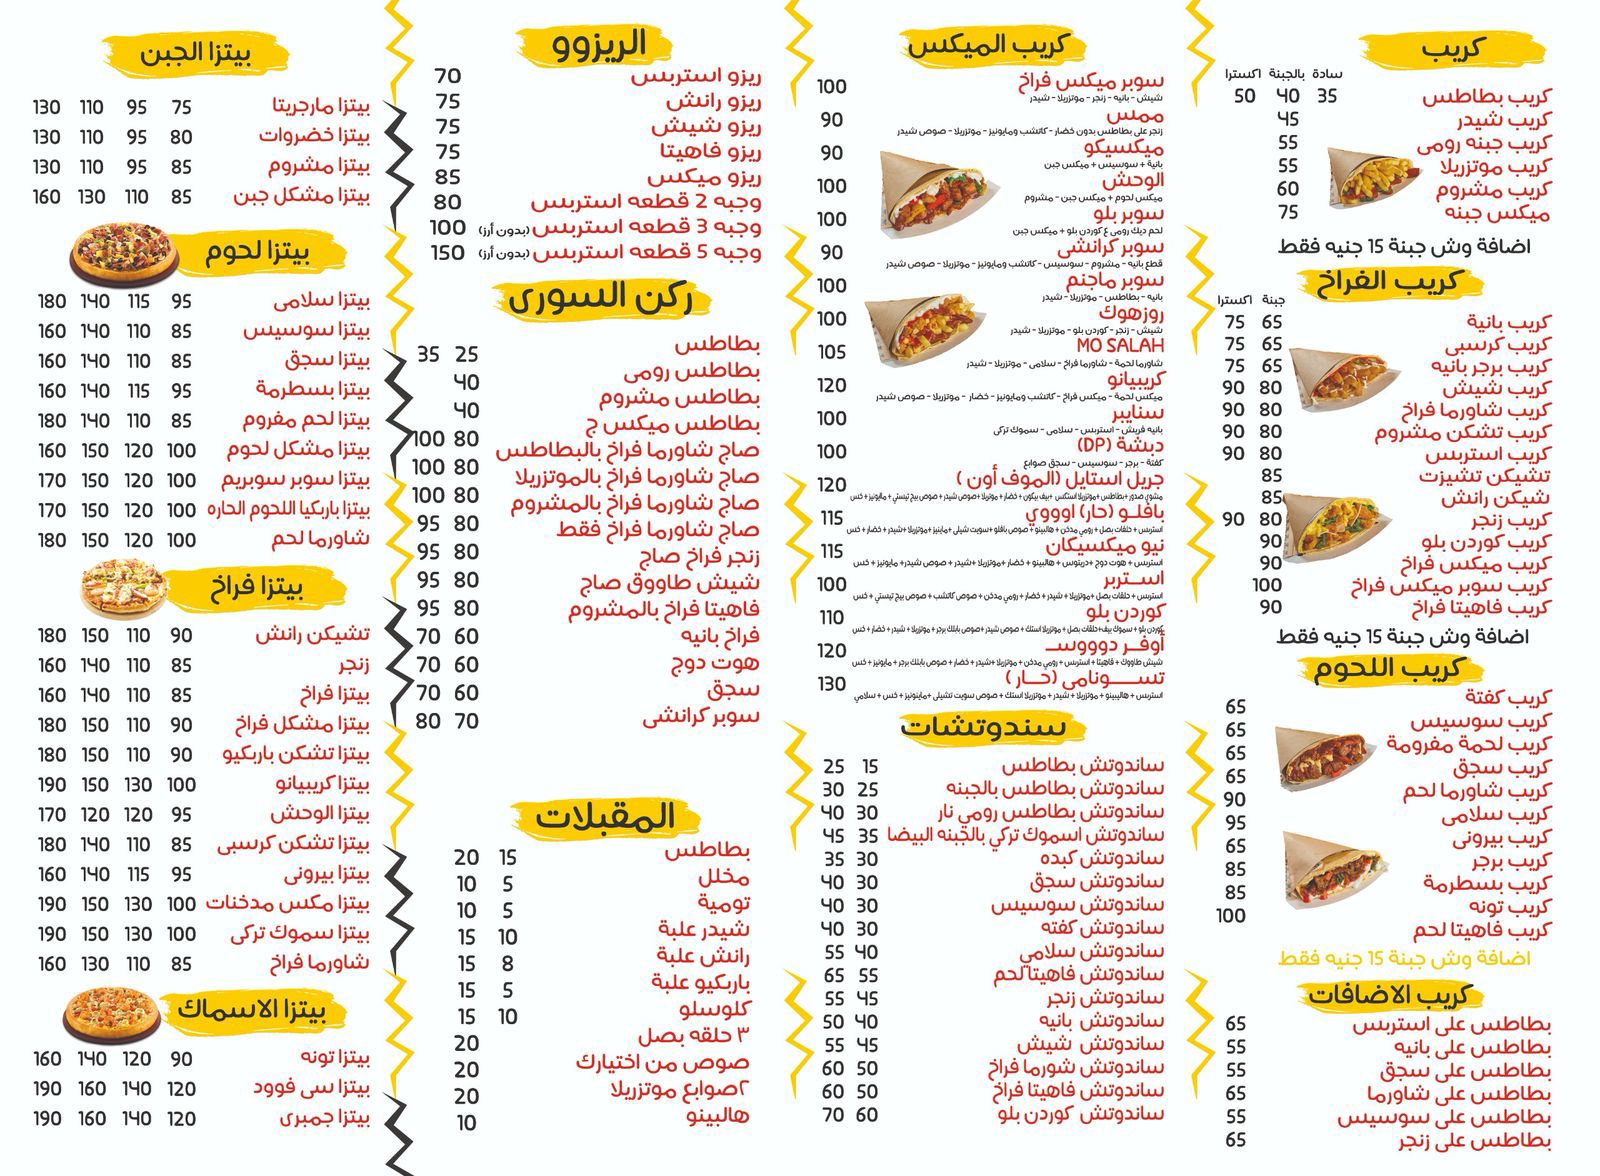 كريب
سادة بالجبنة اكسترا
كريب بطاطس 35 40 50
كريب شيدر 45
كريب جبنه رومى 55
كريب موتزريلا 55
كريب مشروم 60
ميكس جبنه 75
اضافة وش جبنة 15 جنيه فقط
كريب الفراخ
جبنة اكسترا
كريب بانية 65 75
كريب كرسبى 65 75
كريب برجر بانيه 65 75
كريب شيش 80 90
كريب شاورما فراخ 80 90
كريب تشكن مشروم 80 90
كريب استربس 80 90
تشيكن تشيزت 85
شيكن رانش 85
كريب زنجر 80 90
كريب كوردن بلو 90
كريب ميكس فراخ 90
كريب سوبر ميكس فراخ 100
كريب فاهيتا فراخ 90
اضافة وش جبنة 15 جنيه فقط
كريب اللحوم
كريب كفتة 65
كريب سوسيس 65
كريب لحمة مفرومة 65
كريب سجق 65
كريب شاورما لحم 90
كريب سلامى 95
كريب بيرونى 65
كريب برجر 85
كريب بسطرمة 85
كريب تونه 100
كريب فاهيتا لحم
اضافة وش جبنة 15 جنيه فقط
كريب الاضافات
بطاطس على استربس 65
بطاطس على بانيه 55
بطاطس على سجق 55
بطاطس على شاورما 65
بطاطس على سوسيس 55
بطاطس على زنجر 65
كريب الميكس
سوبر ميكس فراخ 100
شيش - بانيه - زنجر - موتزريلا - شيدر
ممس 90
زنجر على بطاطس بدون خضار - كاتشب ومايونيز - موتزريلا - صوص شيدر
ميكسيكو 90
بانية + سوسيس + ميكس جبن
الوحش 100
ميكس لحوم + ميكس جبن - مشروم
سوبر بلو 100
لحم ديك رومى ع كوردن بلو + ميكس جبن
سوبر كرانشى 90
قطع بانيه - مشروم - سوسيس - كاتشب ومايونيز - موتزريلا - صوص شيدر
سوبر ماجنم 100
بانيه - بطاطس - موتزريلا - شيدر
روزهوك 100
شيش - زنجر - كوردن بلو - موتزريلا - شيدر
MO SALAH 105
شاورما لحمة - شاورما فراخ - سلامى - موتزريلا - شيدر
كريبيانو 120
ميكس لحمة - ميكس فراخ - كاتشب ومايونيز - خضار - موتزريلا - صوص شيدر
سنايبر 100
بانيه فريش - استربس - سلامى - سموك تركى
دبشة (DP) 100
كفتة - برجر - سوسيس - سجق صوابع
جريل استايل (الموف أون ) 120
مشوي صدور +بطاطس +موتزريلا استكس +بيف بيكون + خضار + موتريلا +صوص شيدر + صوص بيج تيستي + مايونيز + خس
بافلــو (حار) اوووي 115
استربس + حلقات بصل + رومي مدخن + هالبينو + صوص بافلو +سويت شيلى +ماينيز + موتزريلا +شيدر + خضار + خس
نيو ميكسيكان 115
استربس + هوت دوج +دريتوس + هالبينو + خضار +موتزريلا +شيدر + صوص شيدر+ مايونيز + خس
اســتربر 100
استربس + حلقات بصل +موتزريلا + شيدر + خضار + رومي مدخن + صوص كاتشب + صوص بيج تيستي + خس
كوردن بلو 110
كوردن بلو + سموك بيف+حلقات بصل + موتزريلا استك + صوص شيدر +صوص بابلك برجر + موتزريلا + شيدر + خضار + خس
أوفــر دووووســ 120
شيش طاووك + فاهيتا + استربس + رومي مدخن + موتزريلا +شيدر + خضار + صوص بابلك برجر + مايونيز + خس
تســـونامى (حــار ) 130
استربس + هاليبينو + موتزريلا + شيدر + موتزريلا استك + صوص سويت تشيلى +ماينونيز + خس + سلامي
سندوتشات
ساندوتش بطاطس 15 25
ساندوتش بطاطس بالجبنه 25 30
ساندوتش بطاطس رومي نار 30 40
ساندوتش اسموك تركي بالجبنه البيضا 35 45
ساندوتش كبده 30 35
ساندوتش سجق 30 40
ساندوتش سوسيس 30 40
ساندوتش كفته 30 40
ساندوتش سلامي 40 55
ساندوتش فاهيتا لحم 55 65
ساندوتش زنجر 45 55
ساندوتش بانيه 40 50
ساندوتش شيش 45 55
ساندوتش شورما فراخ 50 60
ساندوتش فاهيتا فراخ 50 60
ساندوتش كوردن بلو 60 70
الريزوو
ريزو استربس 70
ريزو رانش 75
ريزو شيش 75
ريزو فاهيتا 75
ريزو ميكس 85
وجبه 2 قطعه استربس 80
وجبه 3 قطعه استربس (بدون أرز) 100
وجبه 5 قطعه استربس (بدون أرز) 150
ركن السورى
بطاطس 25 35
بطاطس رومى 40
بطاطس مشروم 40
بطاطس ميكس ج 80 100
صاج شاورما فراخ بالبطاطس 80 100
صاج شاورما فراخ بالموتزريلا 80 100
صاج شاورما فراخ بالمشروم 80 95
صاج شاورما فراخ فقط 80 95
زنجر فراخ صاج 80 95
شيش طاووق صاج 80 95
فاهيتا فراخ بالمشروم 60 70
فراخ بانيه 60 70
هوت دوج 60 70
سجق 70 80
سوبر كرانشى
المقبلات
بطاطس 15 20
مخلل 5 10
تومية 5 10
شيدر علبة 10 15
رانش علبة 8 15
باربكيو علبة 5 15
كلوسلو 10 15
٣ حلقه بصل 20
صوص من اختيارك 20
٢صوابع موتزريلا 20
هالبينو 10
بيتزا الجبن
بيتزا مارجريتا 75 95 110 130
بيتزا خضروات 80 95 110 130
بيتزا مشروم 85 95 110 130
بيتزا مشكل جبن 85 110 130 160
بيتزا لحوم
بيتزا سلامى 95 115 140 180
بيتزا سوسيس 85 110 140 160
بيتزا سجق 85 110 140 160
بيتزا بسطرمة 95 115 140 160
بيتزا لحم مفروم 85 110 140 180
بيتزا مشكل لحوم 100 120 150 160
بيتزا سوبر سوبريم 100 120 150 170
بيتزا باربكيا اللحوم الحاره 100 120 150 170
شاورما لحم 100 120 150 180
بيتزا فراخ
تشيكن رانش 90 110 150 180
زنجر 85 110 140 160
بيتزا فراخ 85 110 140 160
بيتزا مشكل فراخ 90 110 150 180
بيتزا تشكن باربكيو 90 110 150 180
بيتزا كريبيانو 100 130 150 190
بيتزا الوحش 95 120 120 170
بيتزا تشكن كرسبى 85 110 140 180
بيتزا بيرونى 95 115 140 160
بيتزا مكس مدخنات 100 130 150 190
بيتزا سموك تركى 100 130 150 190
شاورما فراخ 85 110 130 160
بيتزا الاسماك
بيتزا تونه 90 120 140 160
بيتزا سى فوود 120 140 160 190
بيتزا جمبرى 120 140 160 190